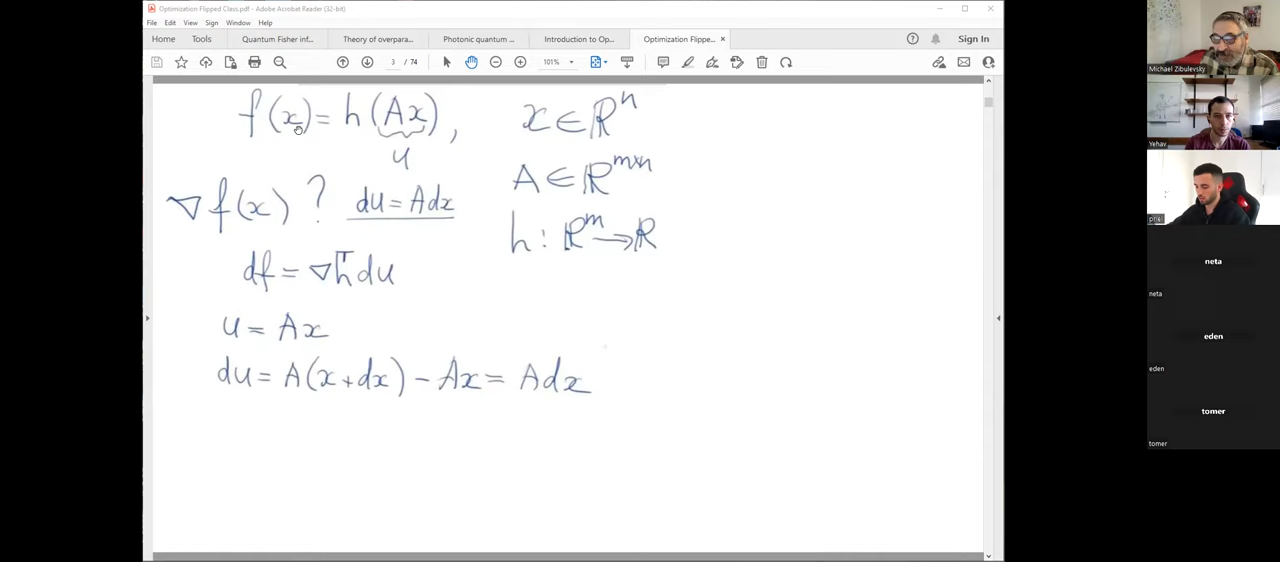 Optimization Flipped Class.pdf - Adobe Acrobat Reader (32-bit)
File Edit View Sign Window Help
Home Tools Quantum Fisher inf... Theory of overpara... Photonic quantum ... Introduction to Op... Optimization Flippe... × Sign In
3 / 74 101%
f(x) = h(Ax), x ∈ ℝⁿ
u
A ∈ ℝᵐˣⁿ
∇f(x) ? du = Adx
h : ℝᵐ → ℝ
df = ∇hᵀdu
u = Ax
du = A(x+dx) - Ax = Adx
Michael Zibulevsky
Yehav
priel
neta
neta
eden
eden
tomer
tomer